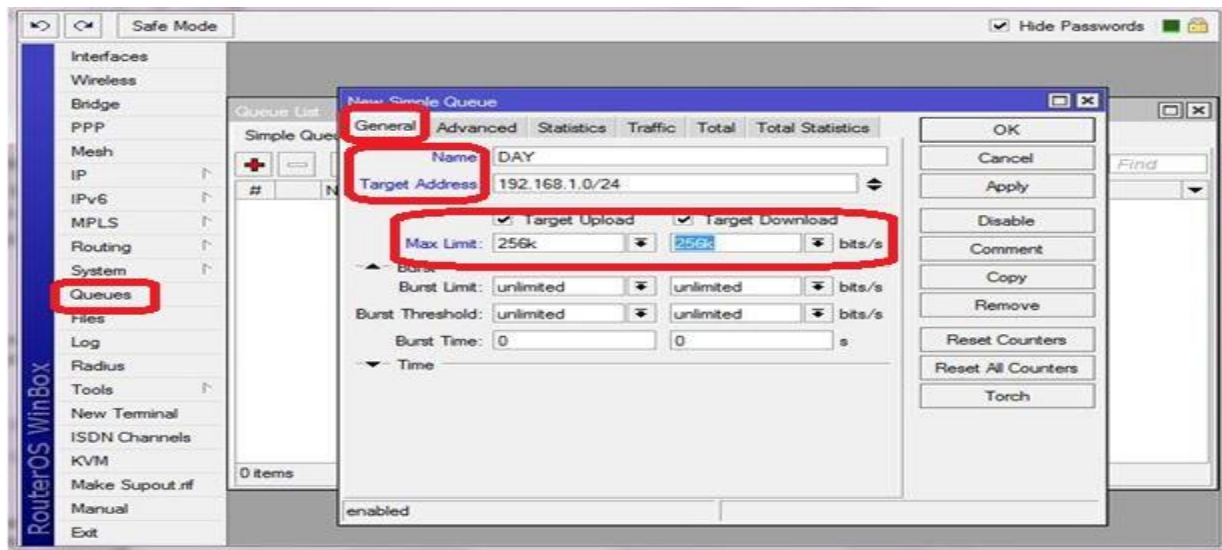 Safe Mode
Hide Passwords
RouterOS WinBox
Interfaces
Wireless
Bridge
PPP
Mesh
IP
IPv6
MPLS
Routing
System
Queues
Files
Log
Radius
Tools
New Terminal
ISDN Channels
KVM
Make Supout.rif
Manual
Exit
Queue List
Simple Queu
Find
#
N
0 items
New Simple Queue
General Advanced Statistics Traffic Total Total Statistics
Name: DAY
Target Address: 192.168.1.0/24
Target Upload Target Download
Max Limit: 256k 256k bits/s
Burst
Burst Limit: unlimited unlimited bits/s
Burst Threshold: unlimited unlimited bits/s
Burst Time: 0 0 s
Time
enabled
OK
Cancel
Apply
Disable
Comment
Copy
Remove
Reset Counters
Reset All Counters
Torch